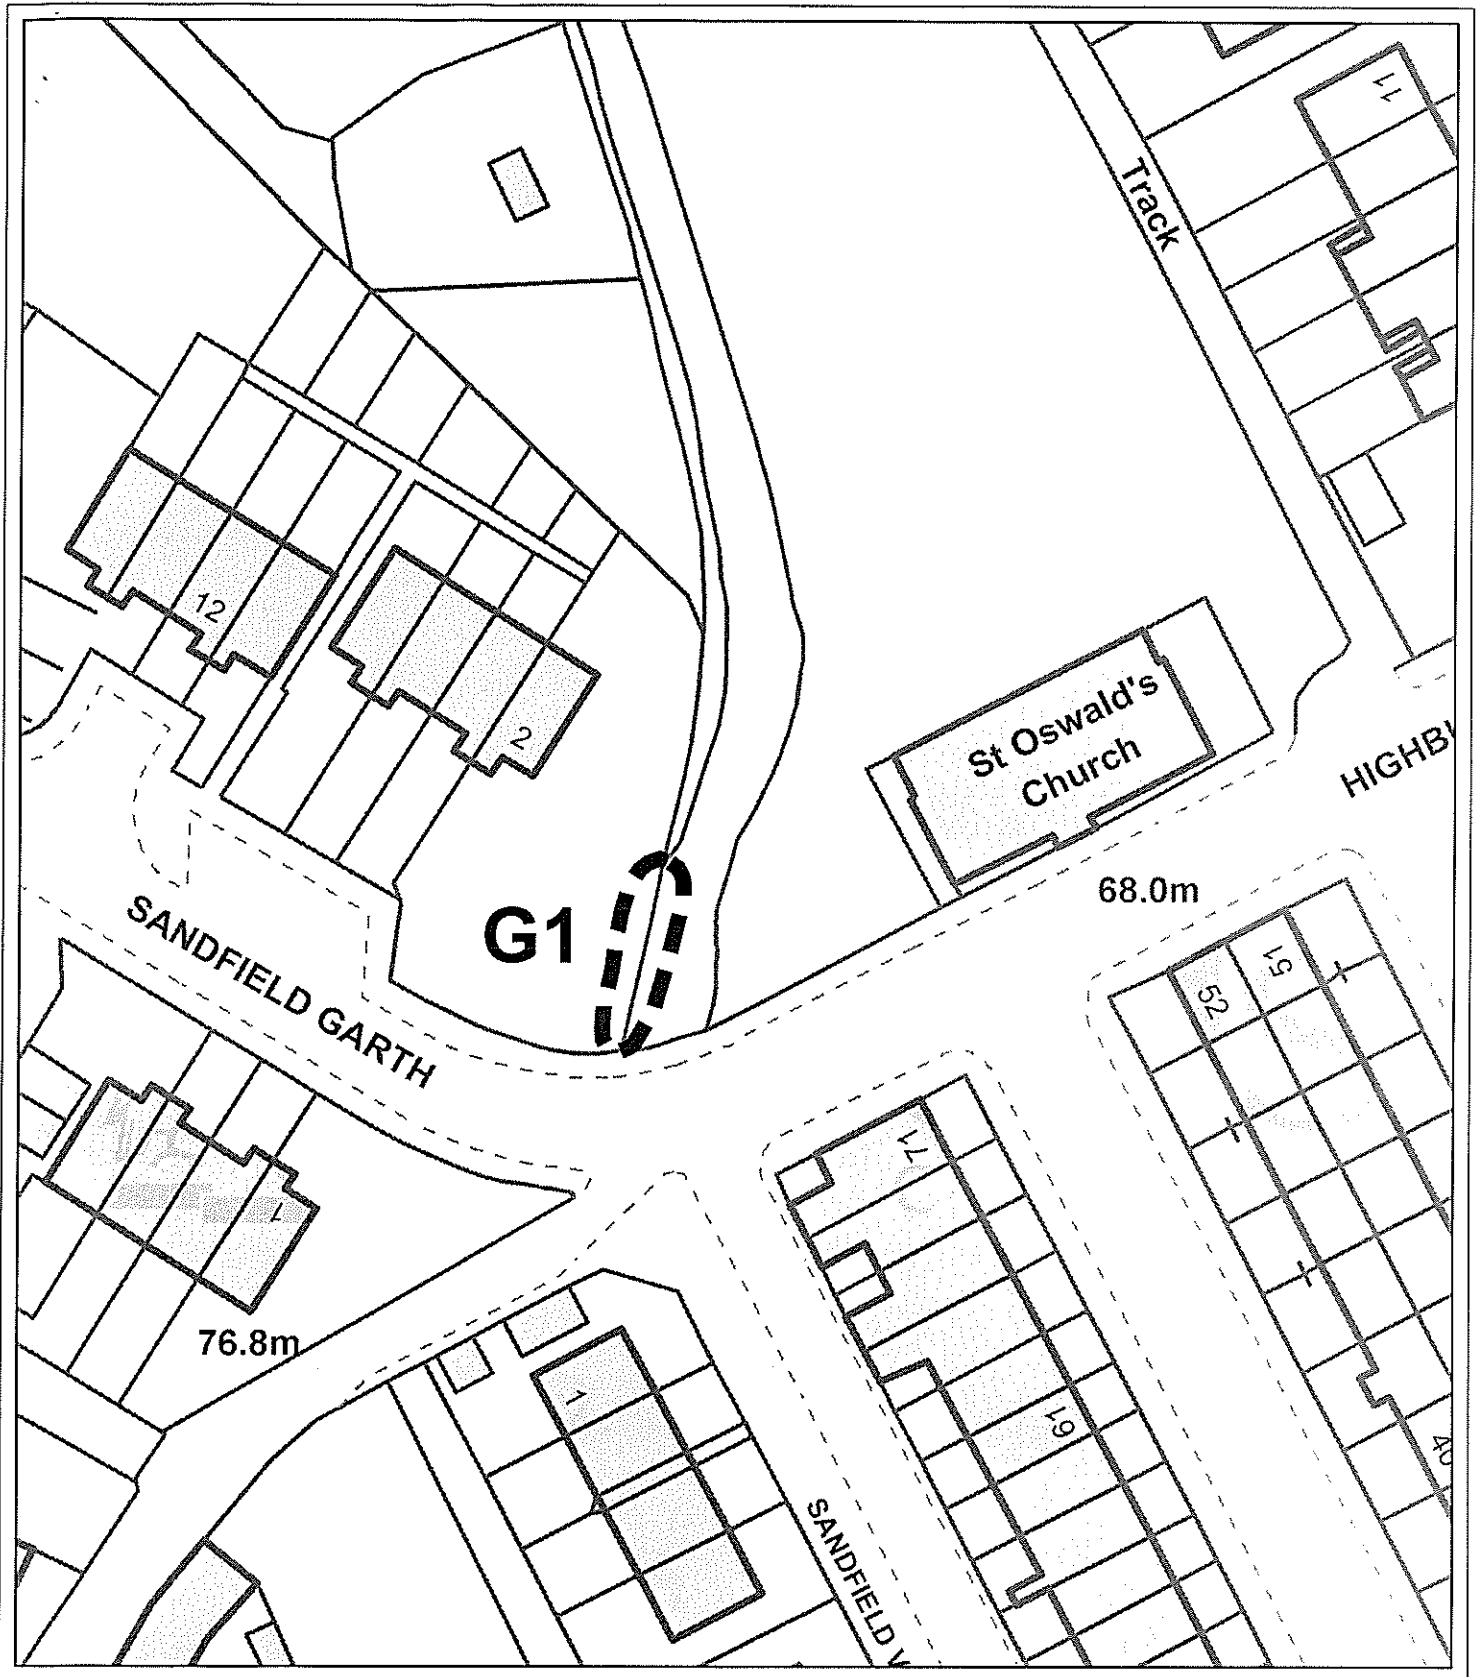 11
Track
12
2
St Oswald's
Church
HIGHB
68.0m
G1
SANDFIELD GARTH
52
51
71
1
76.8m
1
61
40
SANDFIELD V